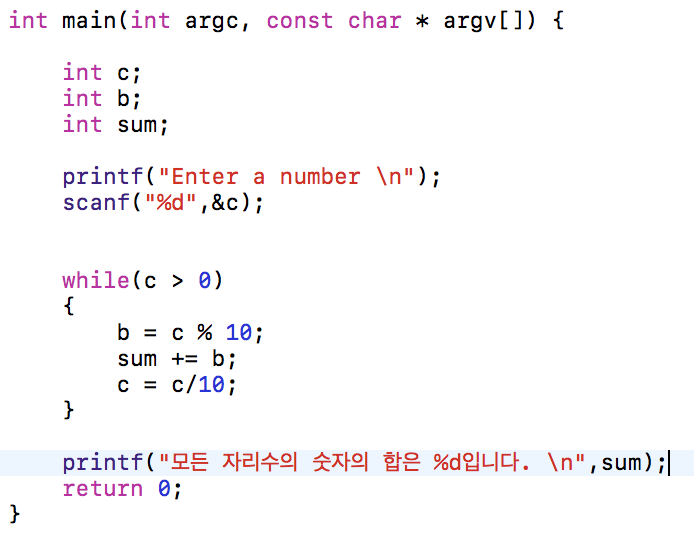 int main(int argc, const char * argv[]) {
int c;
int b;
int sum;
printf("Enter a number \n");
scanf("%d",&c);
while(c > 0)
{
b = c % 10;
sum += b;
c = c/10;
}
printf("모든 자리수의 숫자의 합은 %d입니다. \n",sum);
return 0;
}